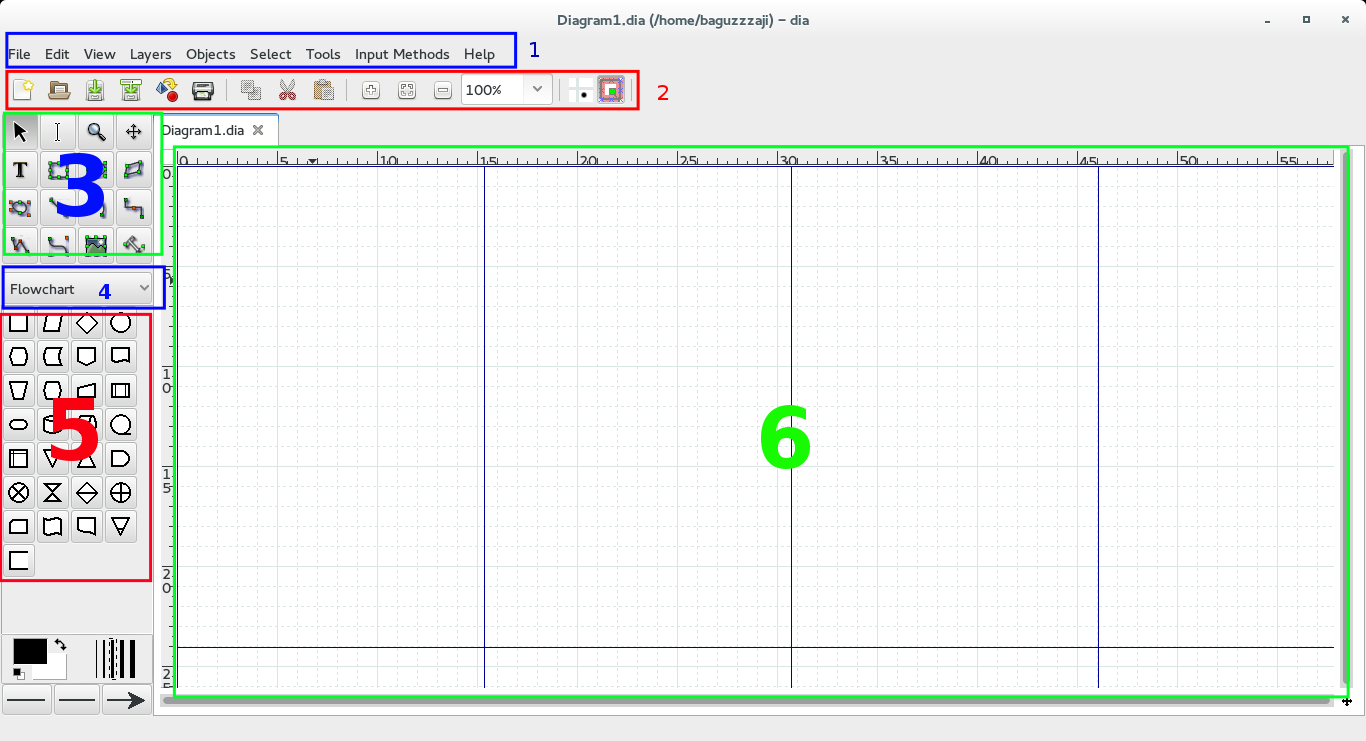 Diagram1.dia (/home/baguzzzaji) – dia
File Edit View Layers Objects Select Tools Input Methods Help 1
100% 2
Diagram1.dia
T
3
0 5 10 15 20 25 30 35 40 45 50 55
0
5
10
15
20
25
Flowchart 4
5
6